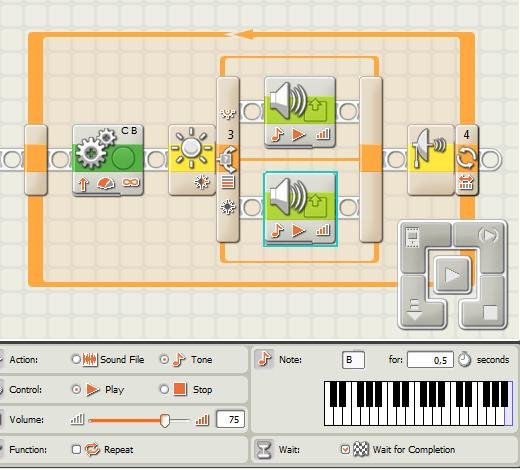 C B
3
4
Action: Sound File Tone
Note: B for: 0,5 seconds
Control: Play Stop
Volume: 75
Function: Repeat
Wait: Wait for Completion